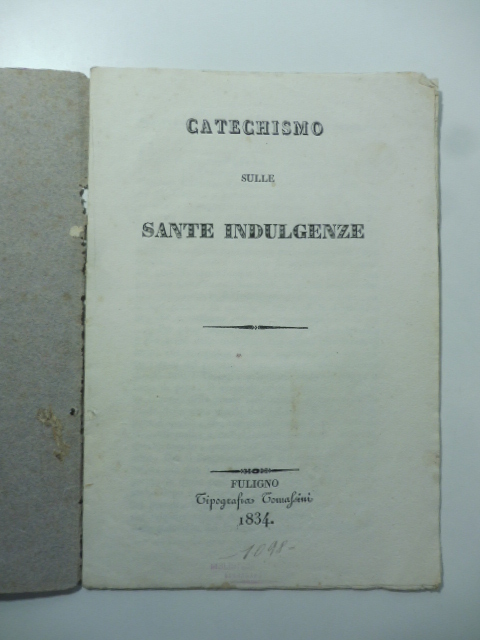 CATECHISMO
SULLE
SANTE INDULGENZE
FULIGNO
Tipografia Tomassini
1834.
1098-